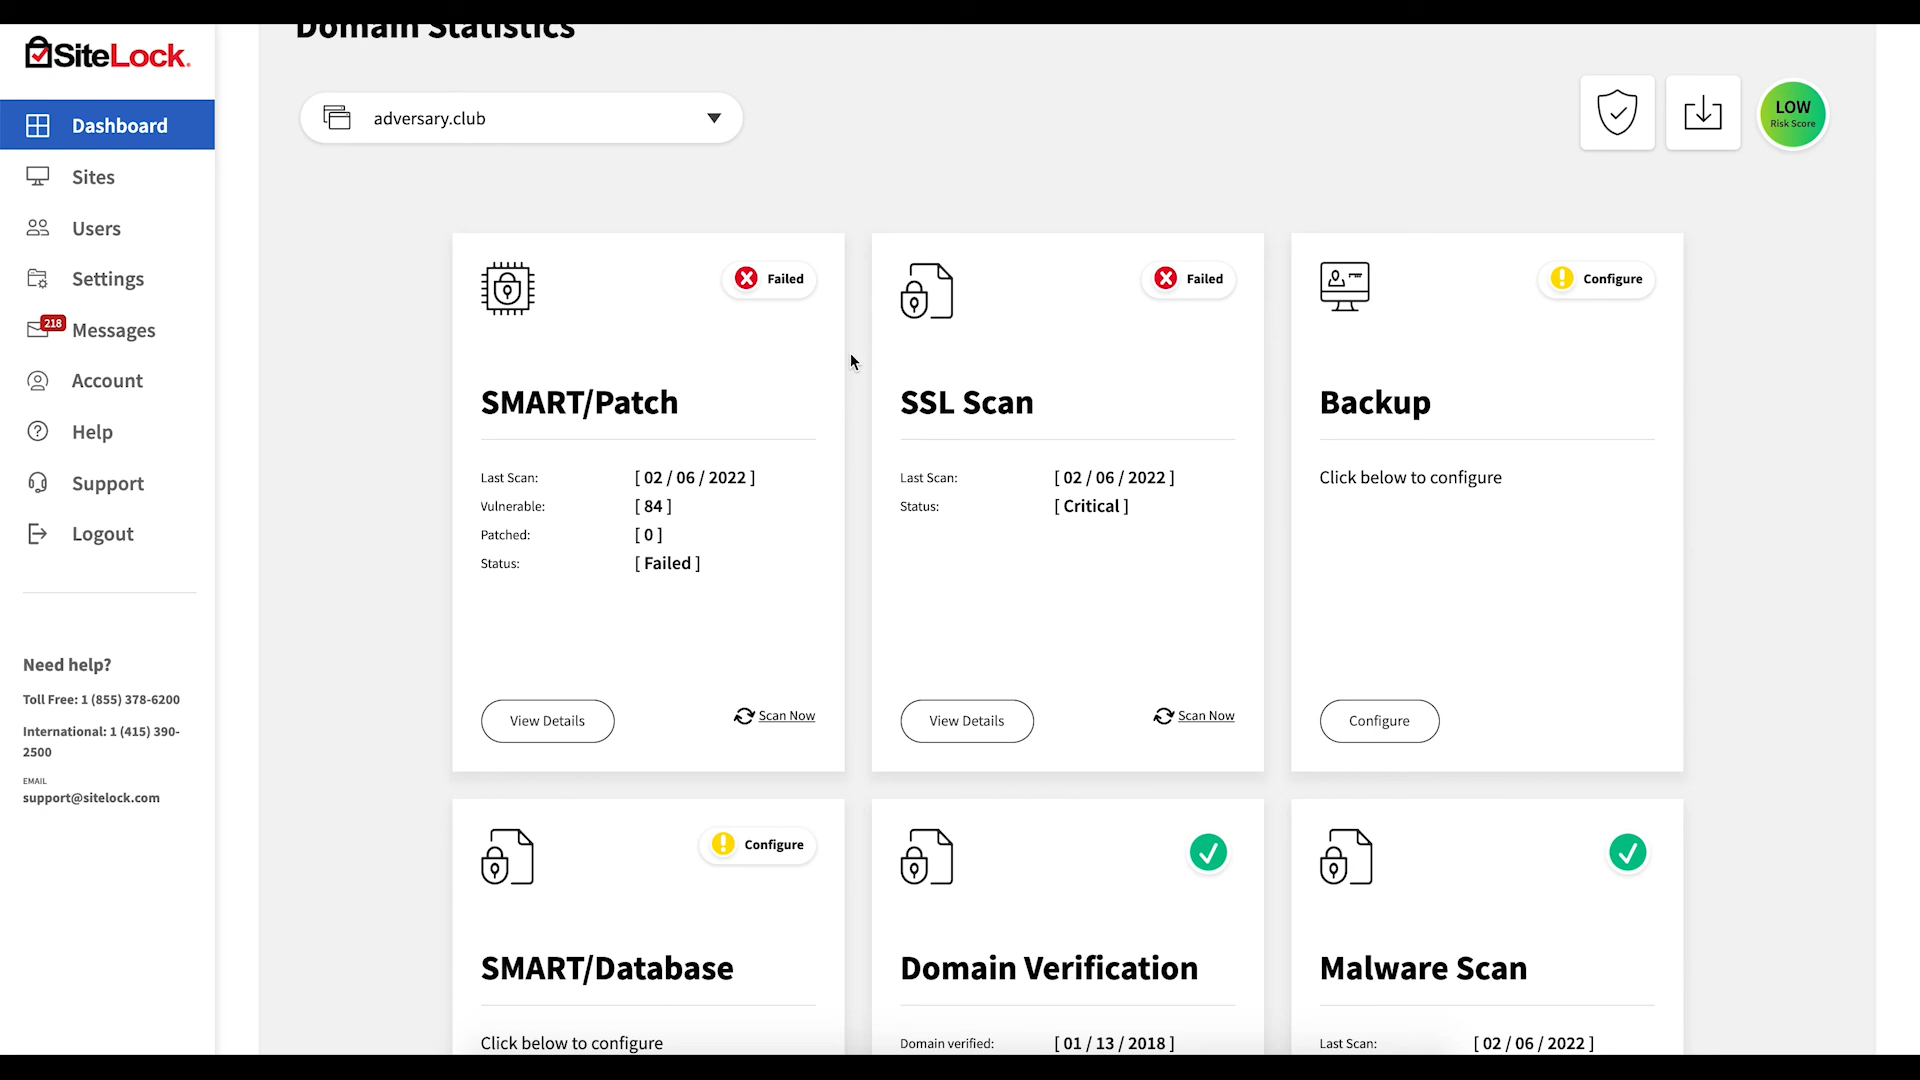 Domain Statistics
SiteLock
Dashboard
Sites
Users
Settings
218
Messages
Account
Help
Support
Logout
Need help?
Toll Free: 1 (855) 378-6200
International: 1 (415) 390-
2500
EMAIL
support@sitelock.com
adversary.club
LOW
Risk Score
Failed
SMART/Patch
Last Scan: [ 02 / 06 / 2022 ]
Vulnerable: [ 84 ]
Patched: [ 0 ]
Status: [ Failed ]
View Details
Scan Now
Failed
SSL Scan
Last Scan: [ 02 / 06 / 2022 ]
Status: [ Critical ]
View Details
Scan Now
Configure
Backup
Click below to configure
Configure
Configure
SMART/Database
Click below to configure
Domain Verification
Domain verified: [ 01 / 13 / 2018 ]
Malware Scan
Last Scan: [ 02 / 06 / 2022 ]